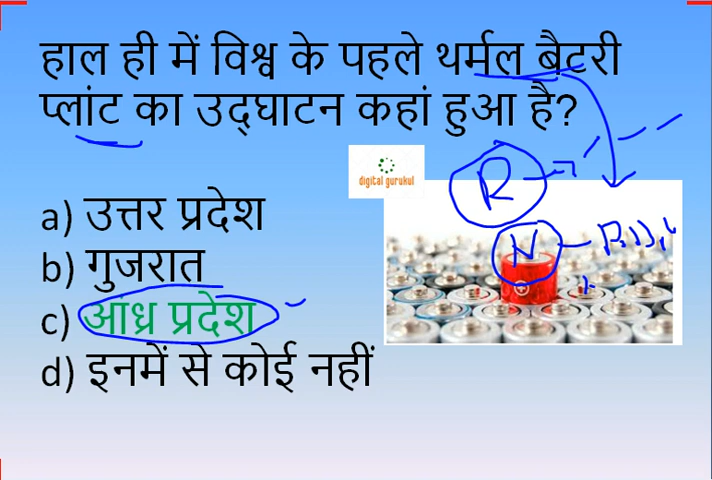 हाल ही में विश्व के पहले थर्मल बैटरी
प्लांट का उद्घाटन कहां हुआ है?
digital gurukul
a) उत्तर प्रदेश
b) गुजरात
c) आंध्र प्रदेश
d) इनमें से कोई नहीं
R
N